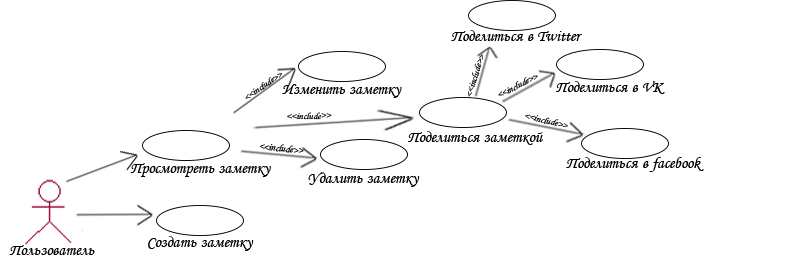 Поделиться в Twitter
<<include>>
Изменить заметку
<<include>>
<<include>>
Поделиться в VK
<<include>>
Поделиться заметкой
<<include>>
Просмотреть заметку
<<include>>
Удалить заметку
Поделиться в facebook
Пользователь
Создать заметку